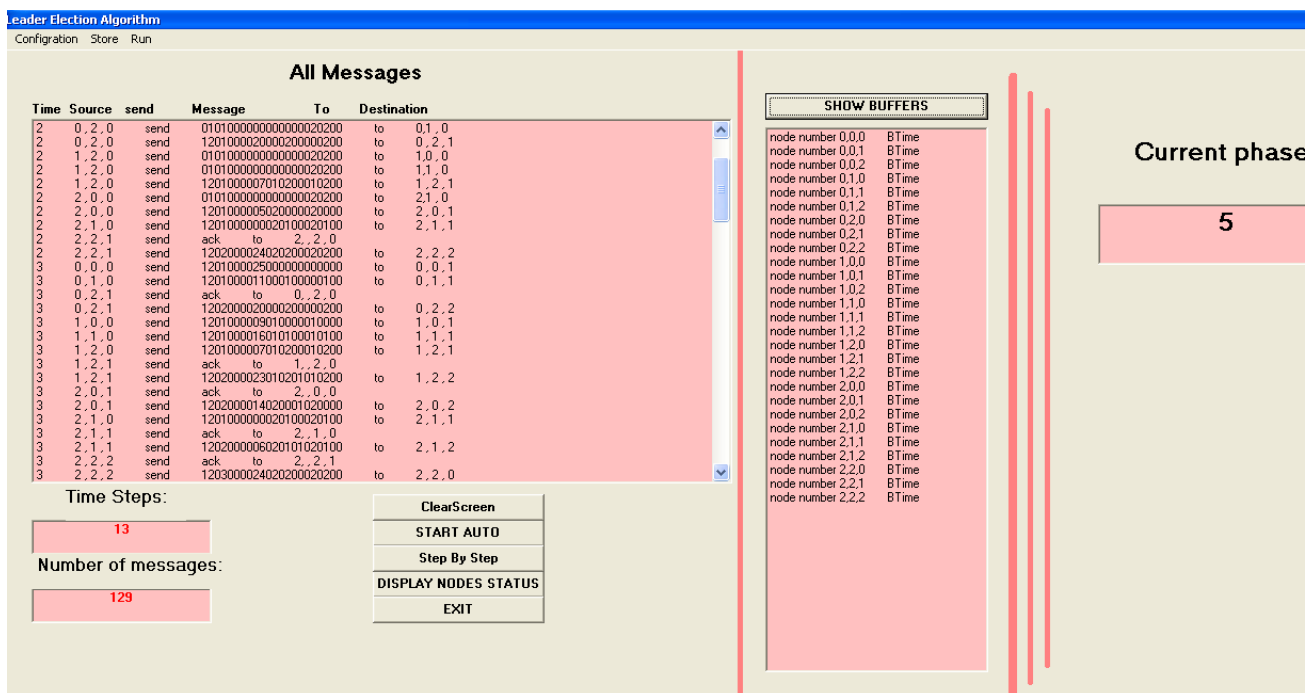 Leader Election Algorithm
Configration Store Run
All Messages
Time Source send Message To Destination
2 0 , 2 , 0 send 010100000000000020200 to 0,1 , 0
2 0 , 2 , 0 send 120100002000020000200 to 0 , 2 , 1
2 1 , 2 , 0 send 010100000000000020200 to 1,0 , 0
2 1 , 2 , 0 send 010100000000000020200 to 1,1 , 0
2 1 , 2 , 0 send 120100000701020001020​0 to 1 , 2 , 1
2 2 , 0 , 0 send 010100000000000020200 to 2,1 , 0
2 2 , 0 , 0 send 120100000502000002000​0 to 2 , 0 , 1
2 2 , 1 , 0 send 120100000002010002010​0 to 2 , 1 , 1
2 2 , 2 , 1 send ack to 2, , 2 , 0
2 2 , 2 , 1 send 120200002402020002020​0 to 2 , 2 , 2
3 0 , 0 , 0 send 120100002500000000000 to 0 , 0 , 1
3 0 , 1 , 0 send 120100001100010000010​0 to 0 , 1 , 1
3 0 , 2 , 1 send ack to 0, , 2 , 0
3 0 , 2 , 1 send 120200002000020000020​0 to 0 , 2 , 2
3 1 , 0 , 0 send 120100000901000001000​0 to 1 , 0 , 1
3 1 , 1 , 0 send 120100001601010001010​0 to 1 , 1 , 1
3 1 , 2 , 0 send 120100000701020001020​0 to 1 , 2 , 1
3 1 , 2 , 1 send ack to 1, , 2 , 0
3 1 , 2 , 1 send 120200002301020101020​0 to 1 , 2 , 2
3 2 , 0 , 1 send ack to 2, , 0 , 0
3 2 , 0 , 1 send 120200001402000102000​0 to 2 , 0 , 2
3 2 , 1 , 0 send 120100000002010002010​0 to 2 , 1 , 1
3 2 , 1 , 1 send ack to 2, , 1 , 0
3 2 , 1 , 1 send 120200000602010102010​0 to 2 , 1 , 2
3 2 , 2 , 2 send ack to 2, , 2 , 1
3 2 , 2 , 2 send 120300002402020002020​0 to 2 , 2 , 0
Time Steps:
13
Number of messages:
129
ClearScreen
START AUTO
Step By Step
DISPLAY NODES STATUS
EXIT
SHOW BUFFERS
node number 0,0,0 BTime
node number 0,0,1 BTime
node number 0,0,2 BTime
node number 0,1,0 BTime
node number 0,1,1 BTime
node number 0,1,2 BTime
node number 0,2,0 BTime
node number 0,2,1 BTime
node number 0,2,2 BTime
node number 1,0,0 BTime
node number 1,0,1 BTime
node number 1,0,2 BTime
node number 1,1,0 BTime
node number 1,1,1 BTime
node number 1,1,2 BTime
node number 1,2,0 BTime
node number 1,2,1 BTime
node number 1,2,2 BTime
node number 2,0,0 BTime
node number 2,0,1 BTime
node number 2,0,2 BTime
node number 2,1,0 BTime
node number 2,1,1 BTime
node number 2,1,2 BTime
node number 2,2,0 BTime
node number 2,2,1 BTime
node number 2,2,2 BTime
Current phase
5